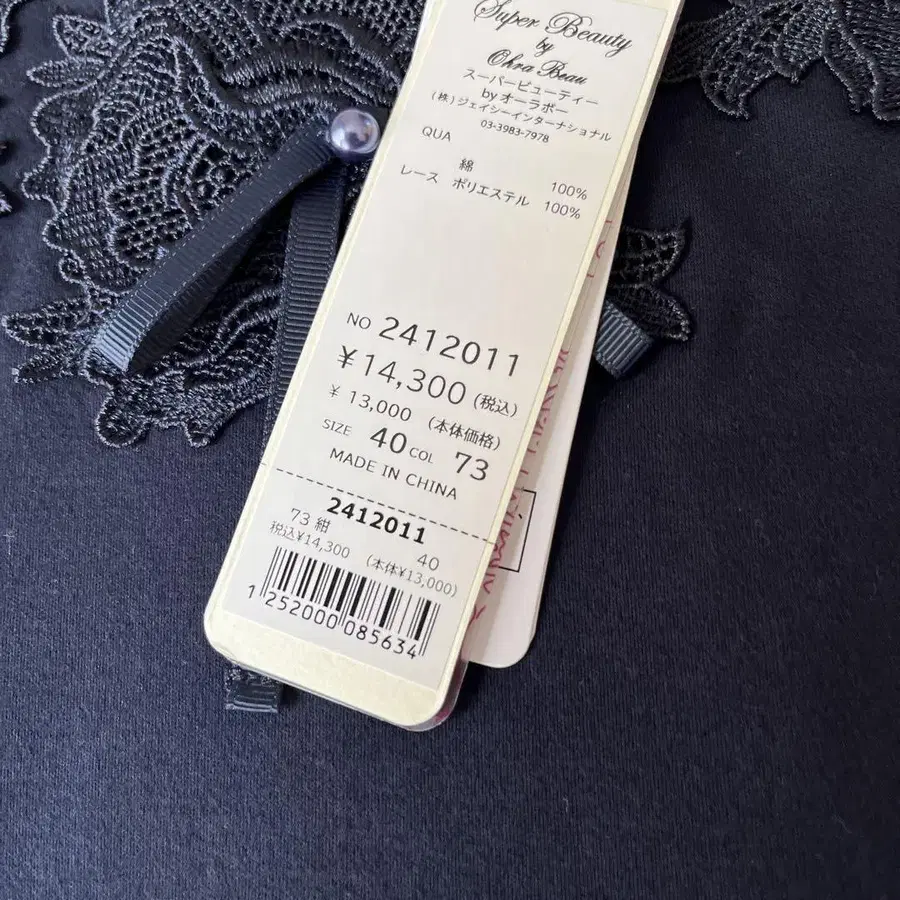 Super Beauty
by
Ohra Beau
スーパービューティー
by オーラボー
(株)ジェイシーインターナショナル
03-3983-7978
QUA
綿 100%
レース ポリエステル 100%
NO 2412011
¥14,300 (税込)
¥ 13,000 (本体価格)
SIZE 40 COL 73
MADE IN CHINA
2412011
73 紺 40
税込¥14,300 (本体¥13,000)
1 252000 085634